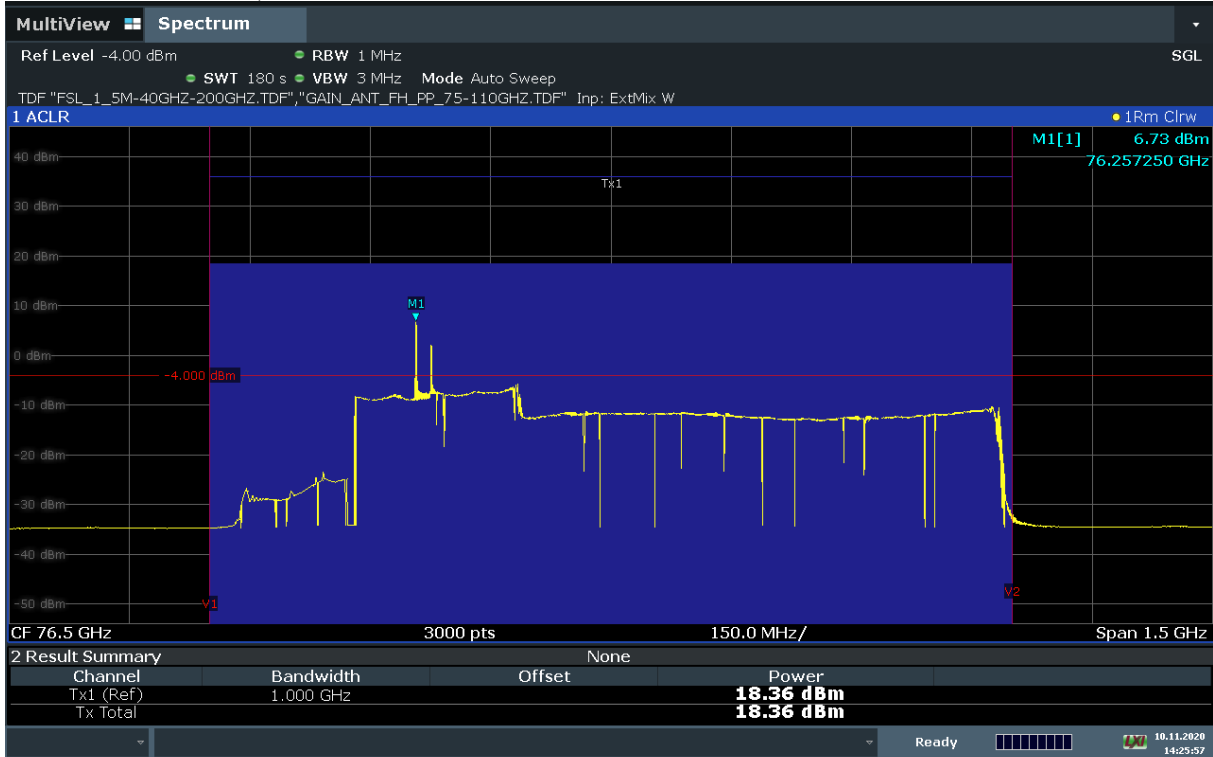 MultiView Spectrum
Ref Level -4.00 dBm RBW 1 MHz SGL
SWT 180 s VBW 3 MHz Mode Auto Sweep
TDF "FSL_1_5M-40GHZ-200GHZ.TDF","GAIN_ANT_FH_PP_75-110GHZ.TDF" Inp: ExtMix W
1 ACLR 1Rm Clrw
M1[1] 6.73 dBm
76.257250 GHz
40 dBm
Tx1
30 dBm
20 dBm
10 dBm
M1
0 dBm
-4.000 dBm
-10 dBm
-20 dBm
-30 dBm
-40 dBm
-50 dBm V1 V2
CF 76.5 GHz 3000 pts 150.0 MHz/ Span 1.5 GHz
2 Result Summary None
Channel Bandwidth Offset Power
Tx1 (Ref) 1.000 GHz 18.36 dBm
Tx Total 18.36 dBm
Ready LXI 10.11.2020
14:25:57